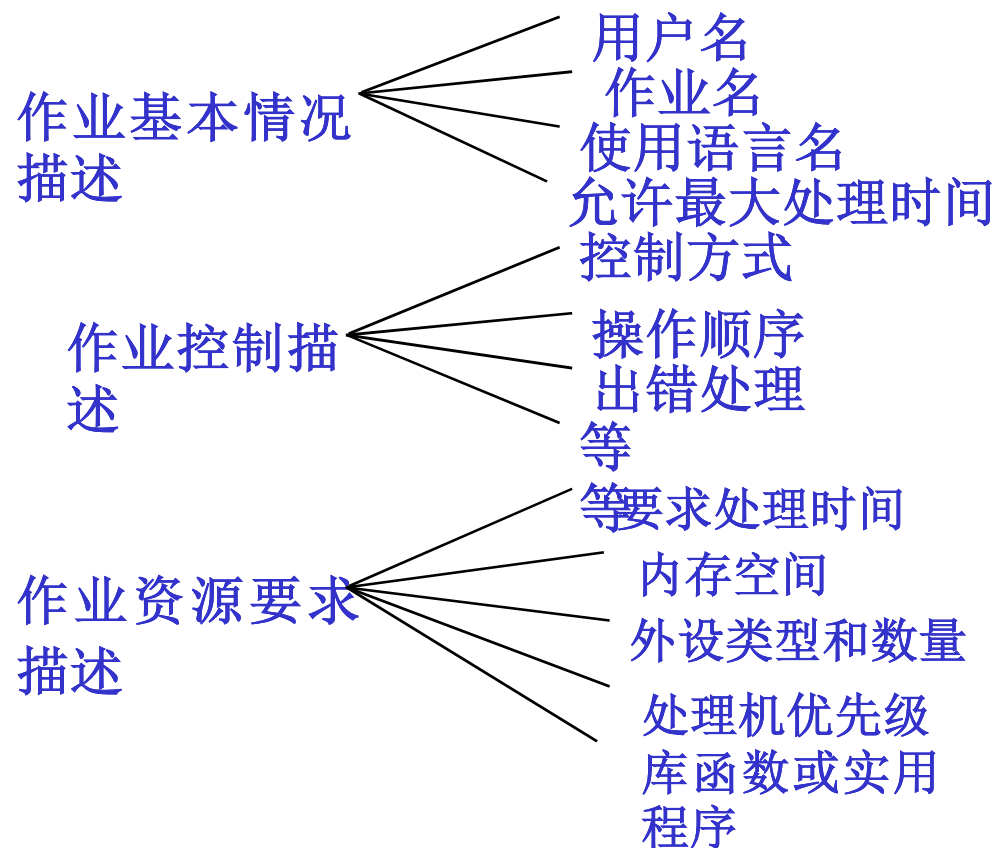 作业基本情况
描述
用户名
作业名
使用语言名
允许最大处理时间
作业控制描
述
控制方式
操作顺序
出错处理
等
等
作业资源要求
描述
要求处理时间
内存空间
外设类型和数量
处理机优先级
库函数或实用
程序